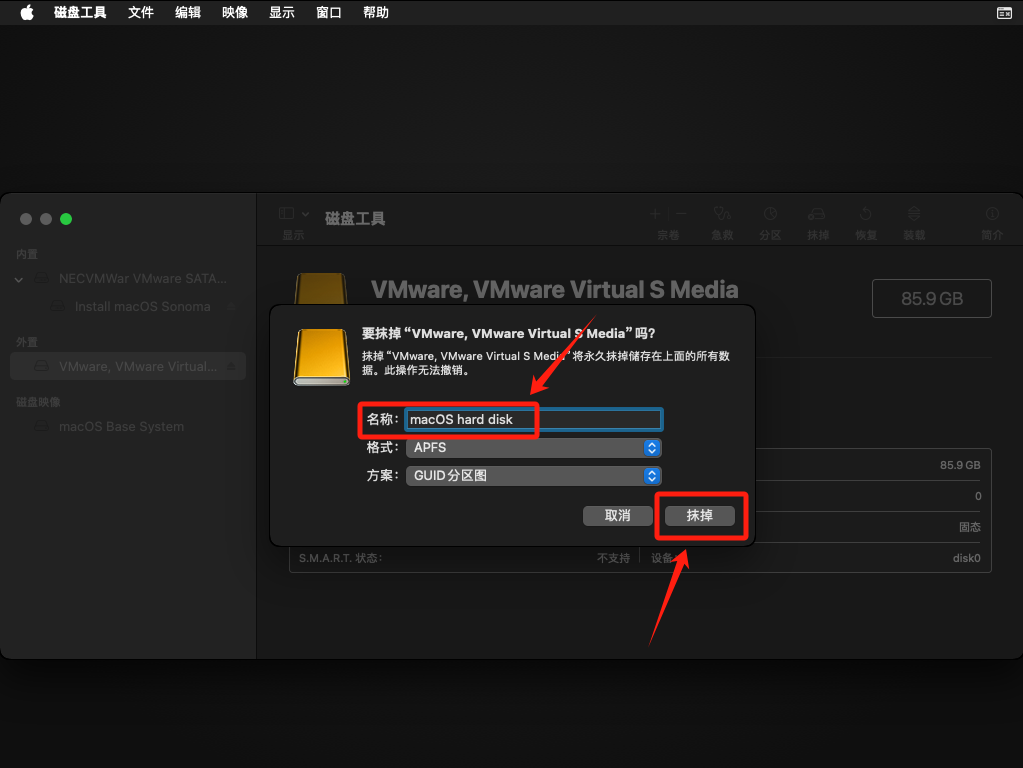 磁盘工具 文件 编辑 映像 显示 窗口 帮助
磁盘工具
显示 宗卷 急救 分区 抹掉 恢复 装载 简介
内置
NECVMWar VMware SATA...
Install macOS Sonoma
外置
VMware, VMware Virtual...
磁盘映像
macOS Base System
VMware, VMware Virtual S Media
85.9 GB
要抹掉“VMware, VMware Virtual S Media”吗?
抹掉“VMware, VMware Virtual S Media”将永久抹掉储存在上面的所有数
据。此操作无法撤销。
名称: macOS hard disk
格式: APFS
方案: GUID 分区图
取消 抹掉
85.9 GB
0
固态
S.M.A.R.T. 状态: 不支持 设备: disk0